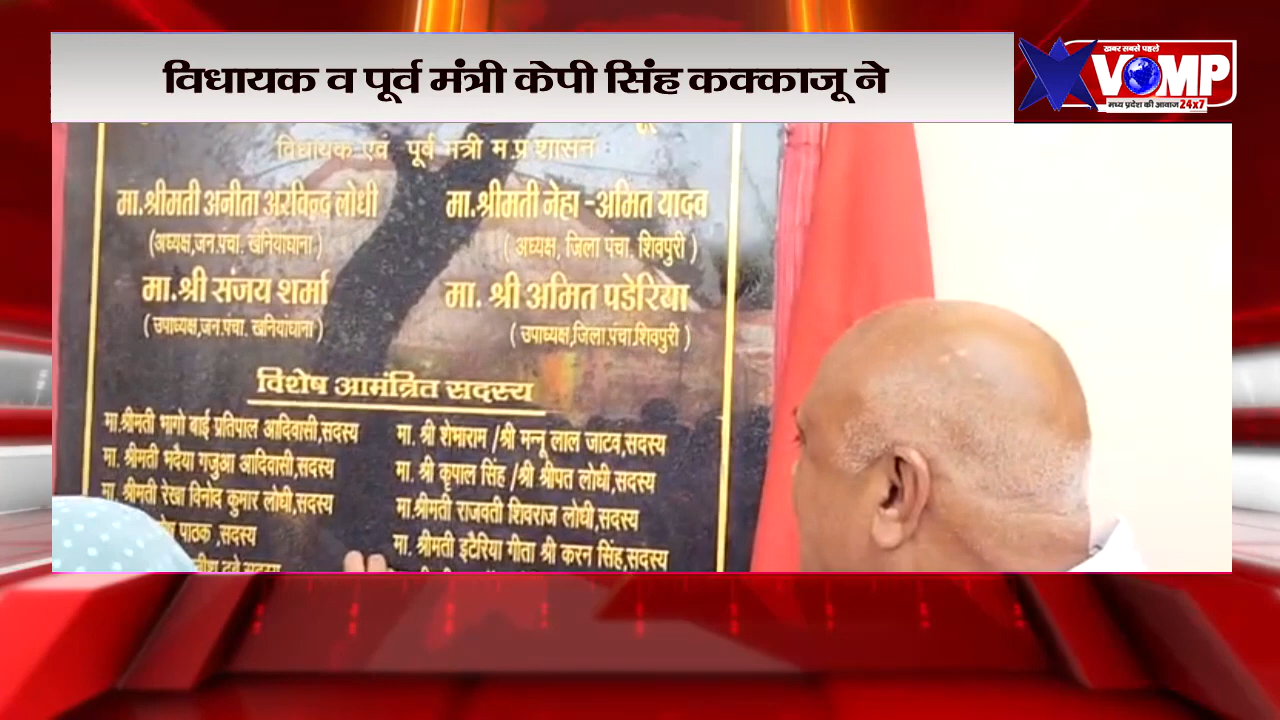 विधायक व पूर्व मंत्री केपी सिंह कक्काजू ने
खबर सबसे पहले
VOMP
मध्य प्रदेश की आवाज 24x7
विधायक एवं पूर्व मंत्री म.प्र शासन
मा.श्रीमती अनीता अरविन्द लोधी
मा.श्रीमती नेहा -अमित यादव
(अध्यक्ष,जन.पंचा. खनियाधाना )
( अध्यक्ष, जिला पंचा. शिवपुरी )
मा.श्री संजय शर्मा
मा. श्री अमित पडेरिया
( उपाध्यक्ष,जन.पंचा. खनियाधाना )
( उपाध्यक्ष,जिला.पंचा.शिवपुरी )
विशेष आमंत्रित सदस्य
मा.श्रीमती भागो बाई प्रतिपाल आदिवासी,सदस्य
मा. श्री शेभाराम /श्री मन्नू लाल जाटव,सदस्य
मा. श्रीमती भदैया गजुआ आदिवासी,सदस्य
मा. श्री कृपाल सिंह /श्री श्रीपत लोधी,सदस्य
मा. श्रीमती रेखा विनोद कुमार लोधी,सदस्य
मा.श्रीमती राजवती शिवराज लोधी,सदस्य
पाठक ,सदस्य
मा. श्रीमती इटैरिया गीता श्री करन सिंह,सदस्य